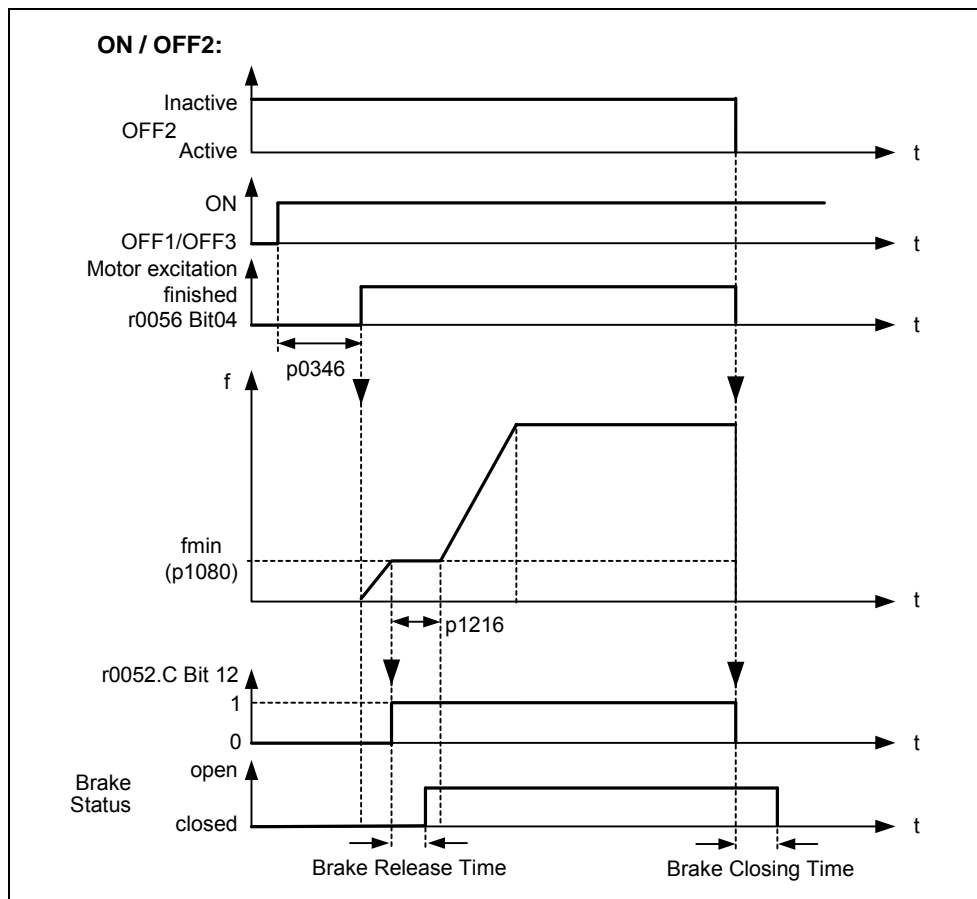 ON / OFF2:
Inactive
OFF2
Active
t
ON
OFF1/OFF3
t
Motor excitation
finished
r0056 Bit04
t
p0346
f
fmin
(p1080)
t
p1216
r0052.C Bit 12
1
0
t
open
Brake
Status
closed
t
Brake Release Time
Brake Closing Time